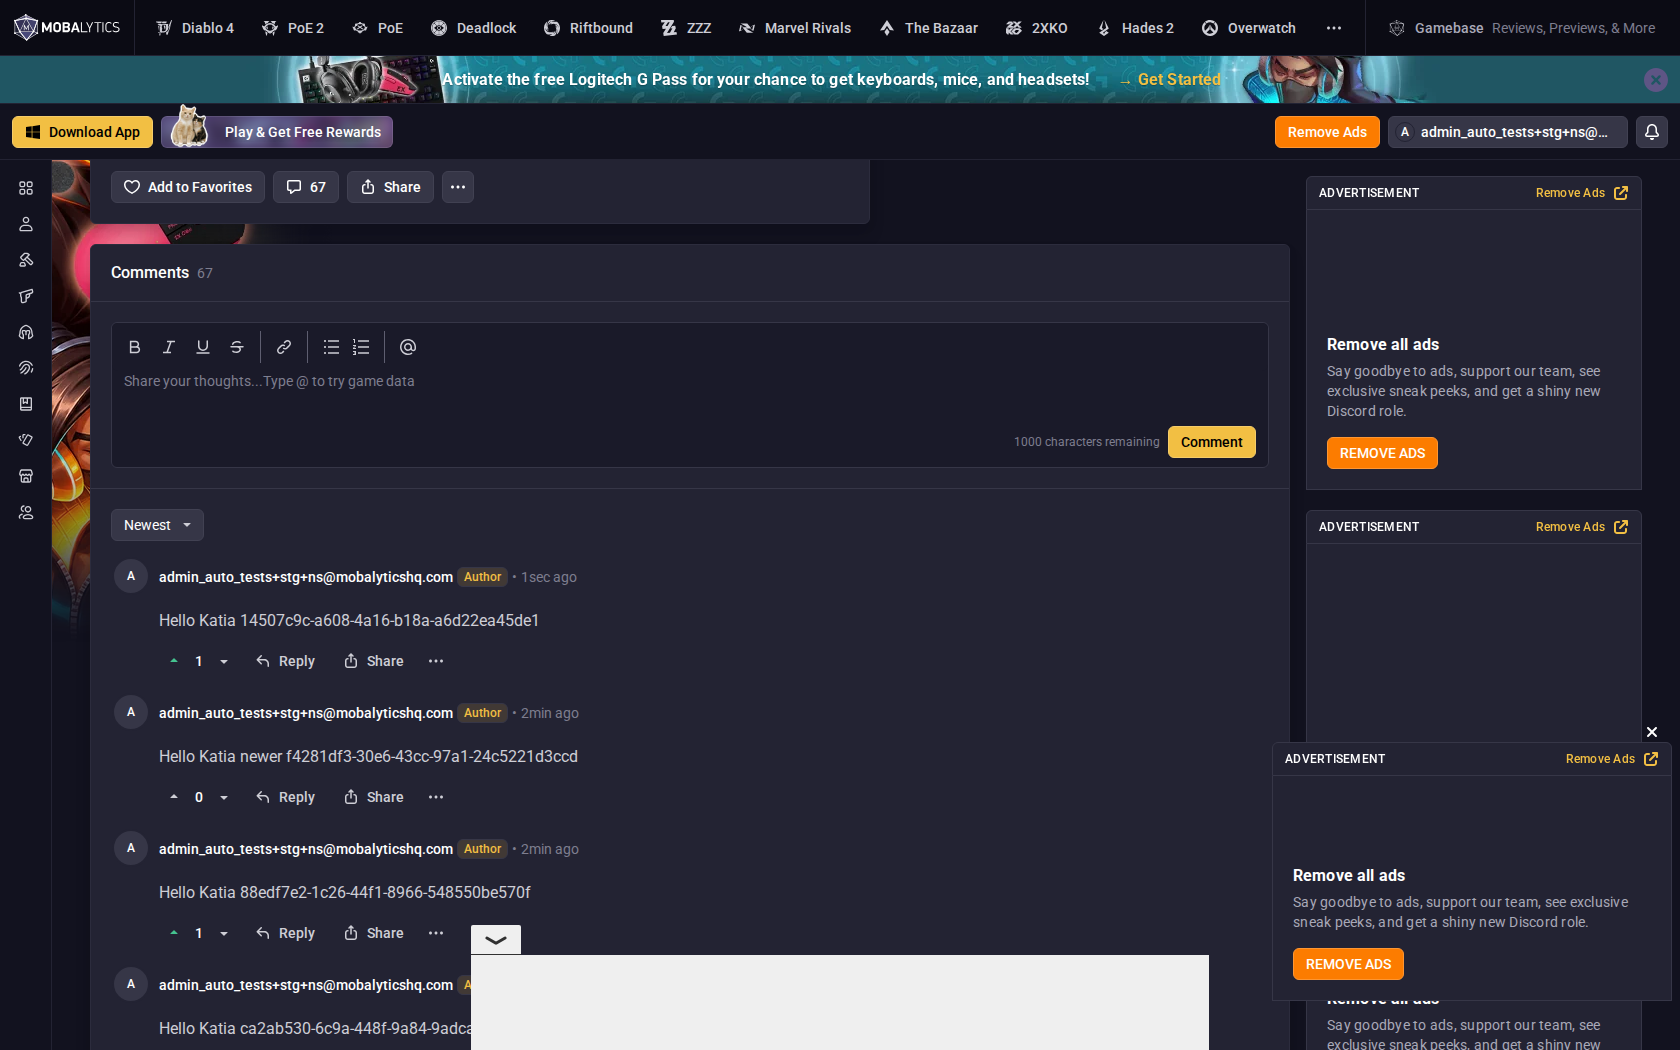 MOBALYTICS
Diablo 4
PoE 2
PoE
Deadlock
Riftbound
ZZZ
Marvel Rivals
The Bazaar
2XKO
Hades 2
Overwatch
Gamebase Reviews, Previews, & More
Activate the free Logitech G Pass for your chance to get keyboards, mice, and headsets! → Get Started
Download App
Play & Get Free Rewards
Remove Ads
A admin_auto_tests+stg+ns@...
Add to Favorites
67
Share
Comments 67
Share your thoughts...Type @ to try game data
1000 characters remaining
Comment
Newest
A admin_auto_tests+stg+ns@mobalyticshq.com Author • 1sec ago
Hello Katia 14507c9c-a608-4a16-b18a-a6d22ea45de1
1 Reply Share
A admin_auto_tests+stg+ns@mobalyticshq.com Author • 2min ago
Hello Katia newer f4281df3-30e6-43cc-97a1-24c5221d3ccd
0 Reply Share
A admin_auto_tests+stg+ns@mobalyticshq.com Author • 2min ago
Hello Katia 88edf7e2-1c26-44f1-8966-548550be570f
1 Reply Share
A admin_auto_tests+stg+ns@mobalyticshq.com
Hello Katia ca2ab530-6c9a-448f-9a84-9adca
ADVERTISEMENT Remove Ads
Remove all ads
Say goodbye to ads, support our team, see
exclusive sneak peeks, and get a shiny new
Discord role.
REMOVE ADS
ADVERTISEMENT Remove Ads
ADVERTISEMENT Remove Ads
Remove all ads
Say goodbye to ads, support our team, see exclusive
sneak peeks, and get a shiny new Discord role.
REMOVE ADS
Remove all ads
Say goodbye to ads, support our team, see
exclusive sneak peeks, and get a shiny new